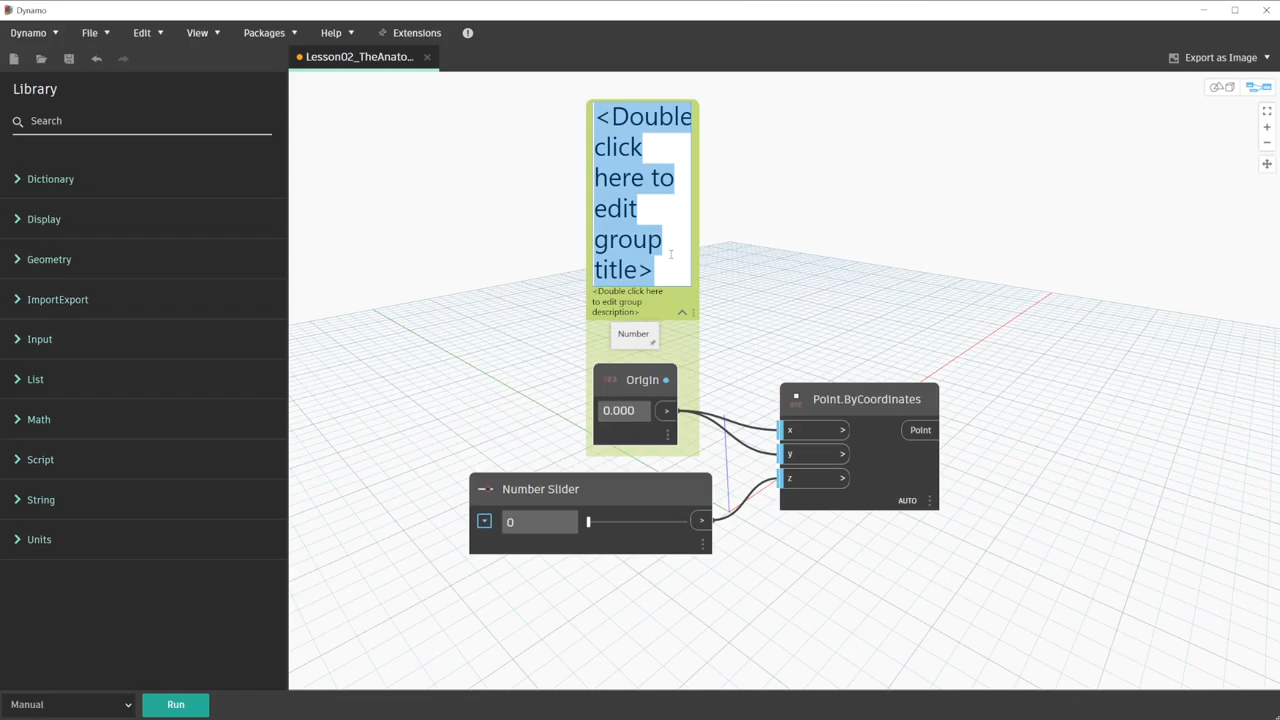 Dynamo
Dynamo File Edit View Packages Help Extensions
Lesson02_TheAnato...
Export as Image
Library
Search
Dictionary
Display
Geometry
ImportExport
Input
List
Math
Script
String
Units
<Double
click
here to
edit
group
title>
<Double click here
to edit group
description>
Number
Origin
0.000 >
Point.ByCoordinates
x > Point
y >
z >
AUTO
Number Slider
0 >
Manual Run